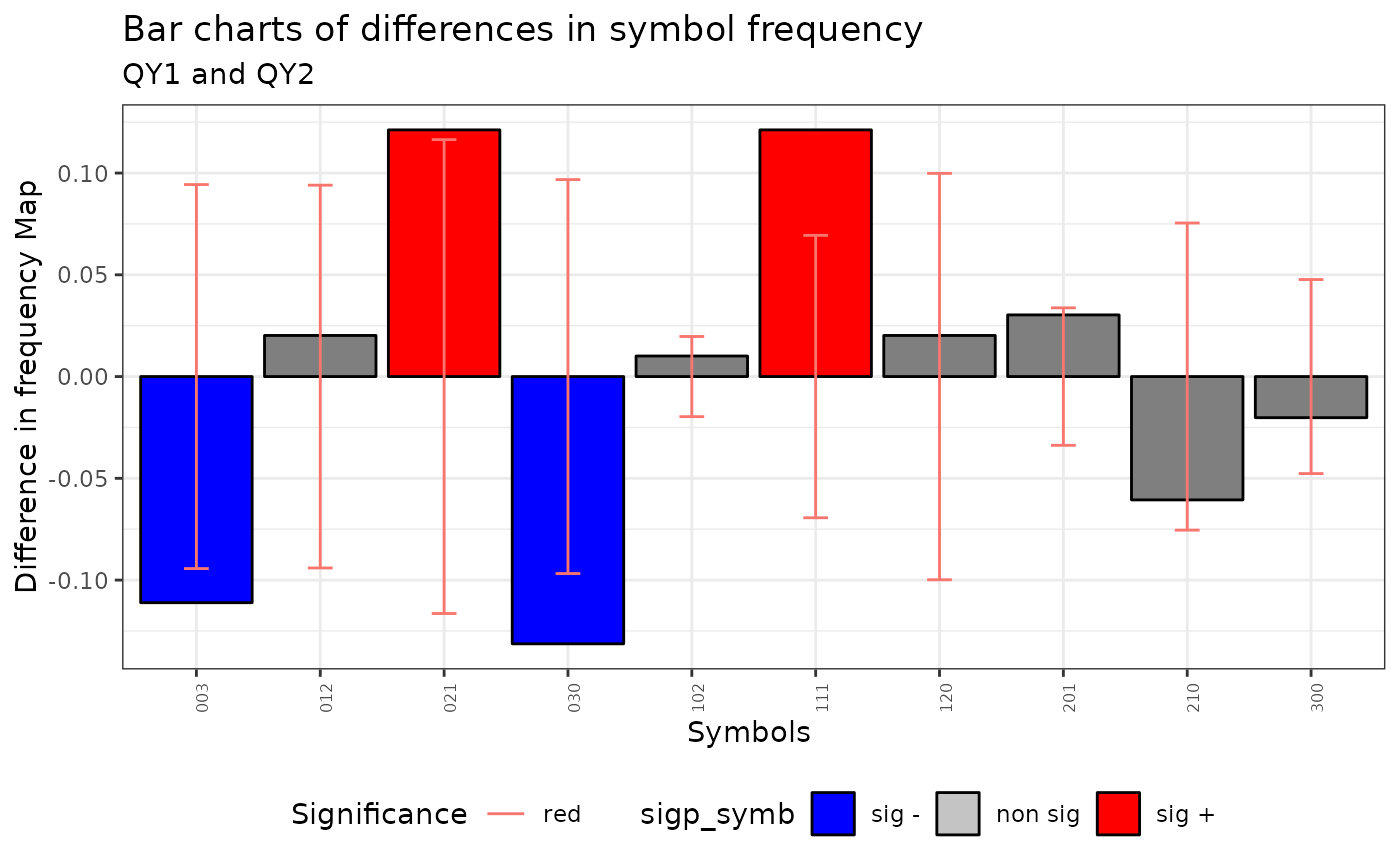 Bar charts of differences in symbol frequency
QY1 and QY2
Difference in frequency Map
0.10
0.05
0.00
-0.05
-0.10
003 012 021 030 102 111 120 201 210 300
Symbols
Significance red sigp_symb sig - non sig sig +